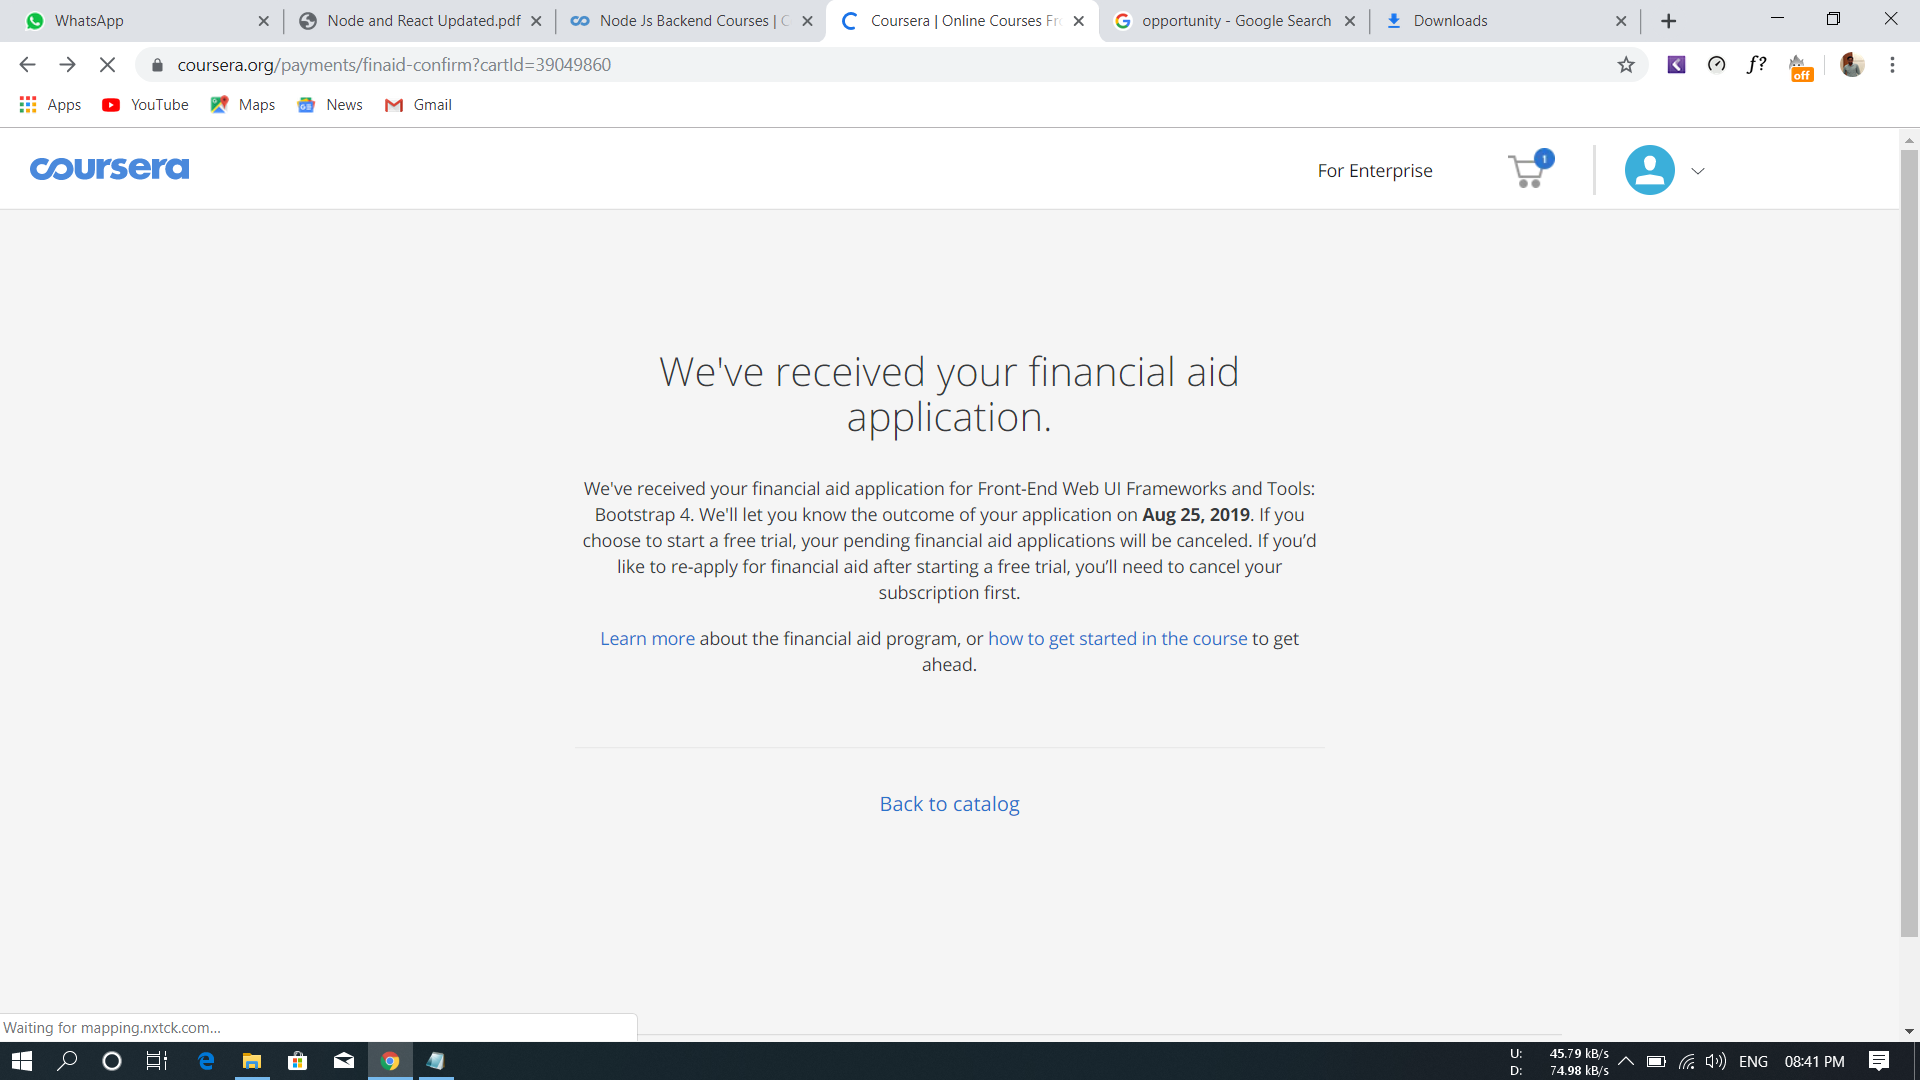 WhatsApp
Node and React Updated.pdf
Node Js Backend Courses | C
Coursera | Online Courses Fro
opportunity - Google Search
Downloads
coursera.org/payments/finaid-confirm?cartId=39049860
f?
off
Apps
YouTube
Maps
News
Gmail
coursera
For Enterprise
1
We've received your financial aid
application.
We've received your financial aid application for Front-End Web UI Frameworks and Tools:
Bootstrap 4. We'll let you know the outcome of your application on Aug 25, 2019. If you
choose to start a free trial, your pending financial aid applications will be canceled. If you’d
like to re-apply for financial aid after starting a free trial, you’ll need to cancel your
subscription first.
Learn more about the financial aid program, or how to get started in the course to get
ahead.
Back to catalog
Waiting for mapping.nxtck.com...
U: 45.79 kB/s
D: 74.98 kB/s
ENG
08:41 PM